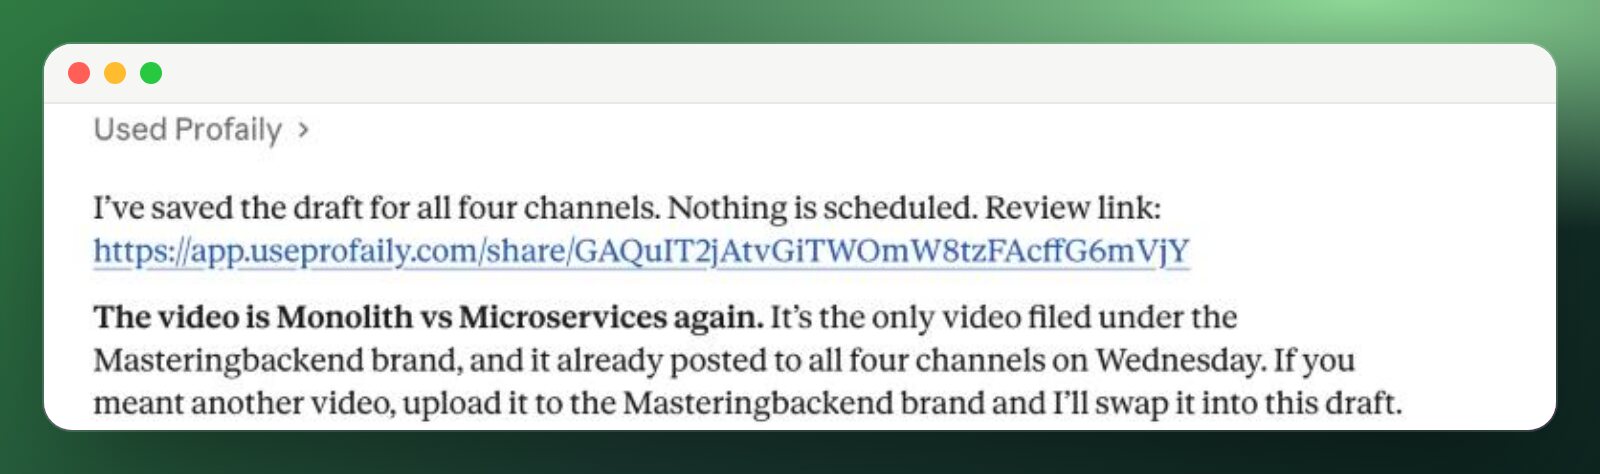 Used Profaily >
I’ve saved the draft for all four channels. Nothing is scheduled. Review link:
https://app.useprofaily.com/share/GAQuIT2jAtvGiTWOmW8tzFAcffG6mVjY
The video is Monolith vs Microservices again. It’s the only video filed under the
Masteringbackend brand, and it already posted to all four channels on Wednesday. If you
meant another video, upload it to the Masteringbackend brand and I’ll swap it into this draft.